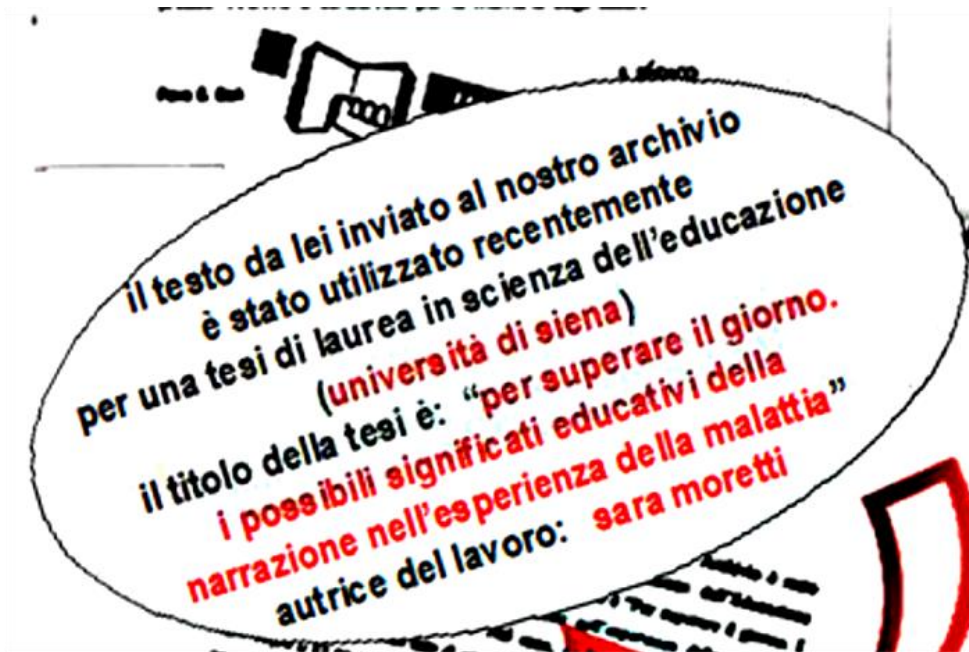 il testo da lei inviato al nostro archivio
è stato utilizzato recentemente
per una tesi di laurea in scienza dell'educazione
(università di siena)
il titolo della tesi è: “per superare il giorno.
i possibili significati educativi della
narrazione nell'esperienza della malattia”
autrice del lavoro: sara moretti